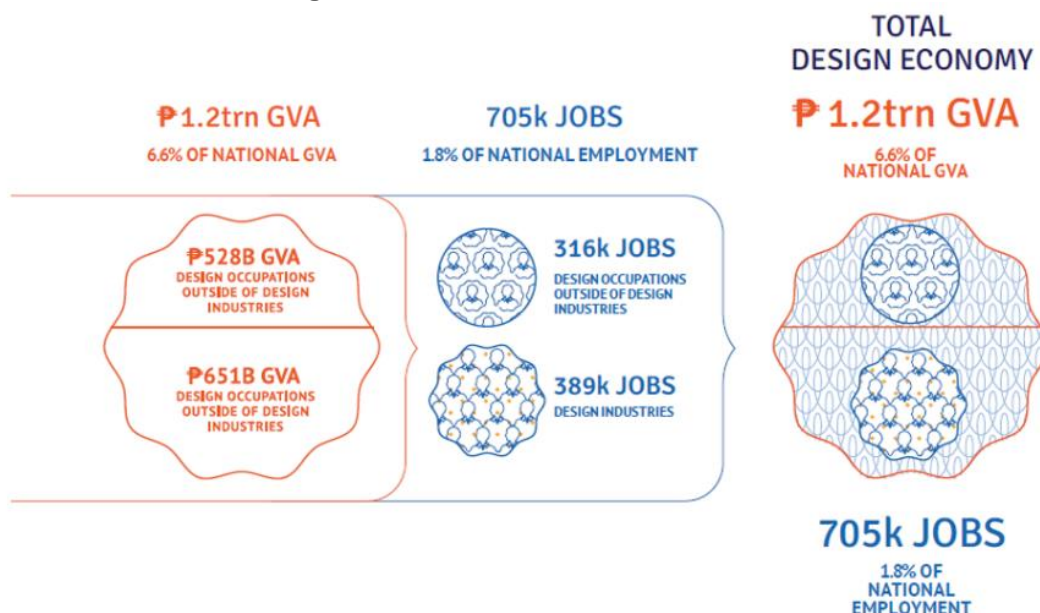 TOTAL
DESIGN ECONOMY
₱1.2trn GVA
6.6% OF NATIONAL GVA
705k JOBS
1.8% OF NATIONAL EMPLOYMENT
₱ 1.2trn GVA
6.6% OF
NATIONAL GVA
₱528B GVA
DESIGN OCCUPATIONS
OUTSIDE OF DESIGN
INDUSTRIES
₱651B GVA
DESIGN OCCUPATIONS
OUTSIDE OF DESIGN
INDUSTRIES
316k JOBS
DESIGN OCCUPATIONS
OUTSIDE OF DESIGN
INDUSTRIES
389k JOBS
DESIGN INDUSTRIES
705k JOBS
1.8% OF
NATIONAL
EMPLOYMENT